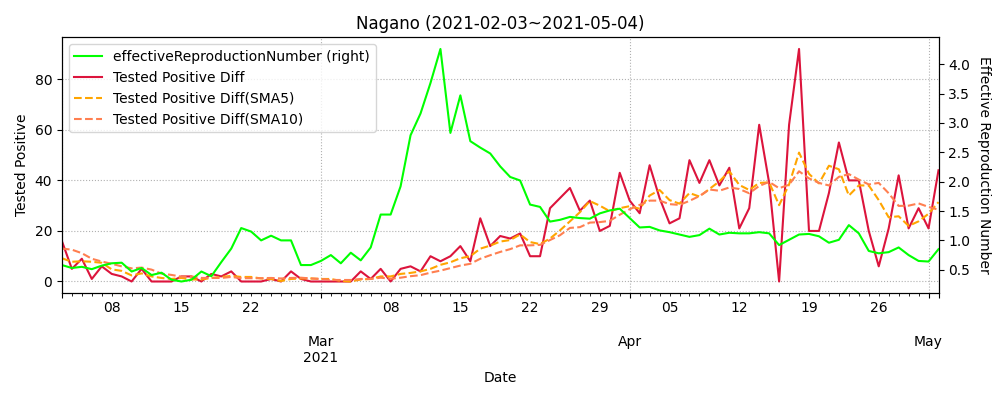 Nagano (2021-02-03~2021-05-04)
effectiveReproductionNumber (right)
Tested Positive Diff
Tested Positive Diff(SMA5)
Tested Positive Diff(SMA10)
Tested Positive
80
60
40
20
0
4.0
3.5
3.0
2.5
2.0
1.5
1.0
0.5
Effective Reproduction Number
08 15 22 08 15 22 29 05 12 19 26
Mar Apr May
2021
Date